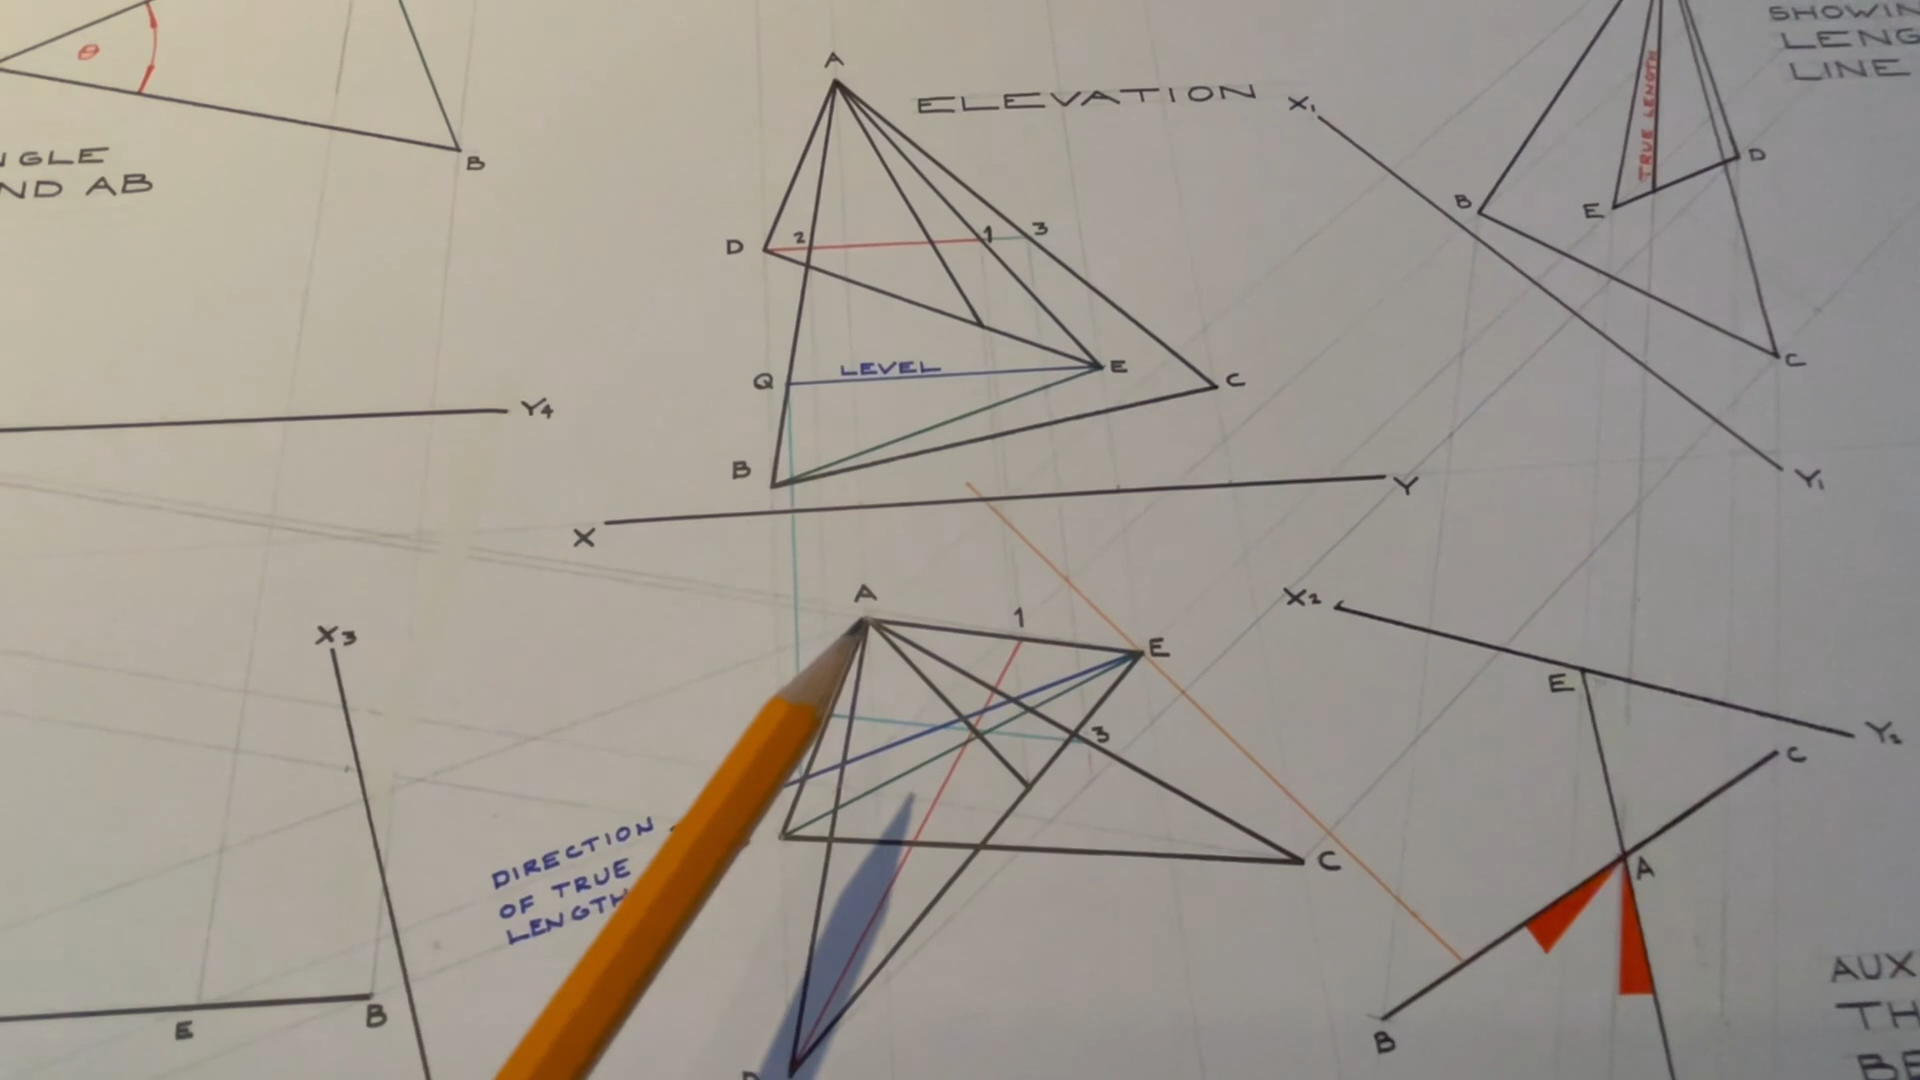 θ
B
NGLE
ND AB
Y4
A
ELEVATION
D
2
1
3
Q
LEVEL
E
C
B
X
Y
X1
Y1
SHOWIN
LENG
LINE
TRUE LENGTH
B
E
D
C
X3
E
B
DIRECTION
OF TRUE
LENGTH
A
1
E
3
C
X2
E
C
A
B
AUX
TH
BE